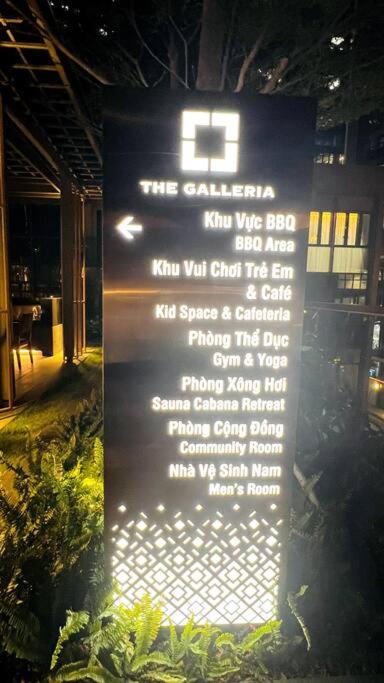 THE GALLERIA
Khu Vực BBQ
BBQ Area
Khu Vui Chơi Trẻ Em
& Café
Kid Space & Cafeteria
Phòng Thể Dục
Gym & Yoga
Phòng Xông Hơi
Sauna Cabana Retreat
Phòng Cộng Đồng
Community Room
Nhà Vệ Sinh Nam
Men's Room